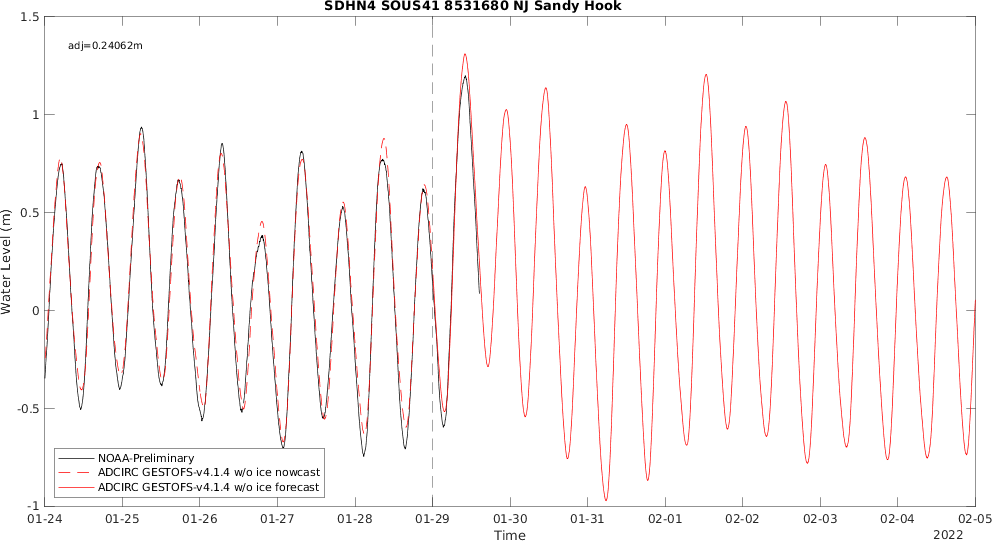 SDHN4 SOUS41 8531680 NJ Sandy Hook
adj=0.24062m
1.5
1
0.5
0
-0.5
-1
Water Level (m)
NOAA-Preliminary
ADCIRC GESTOFS-v4.1.4 w/o ice nowcast
ADCIRC GESTOFS-v4.1.4 w/o ice forecast
01-24 01-25 01-26 01-27 01-28 01-29 01-30 01-31 02-01 02-02 02-03 02-04 02-05
Time
2022